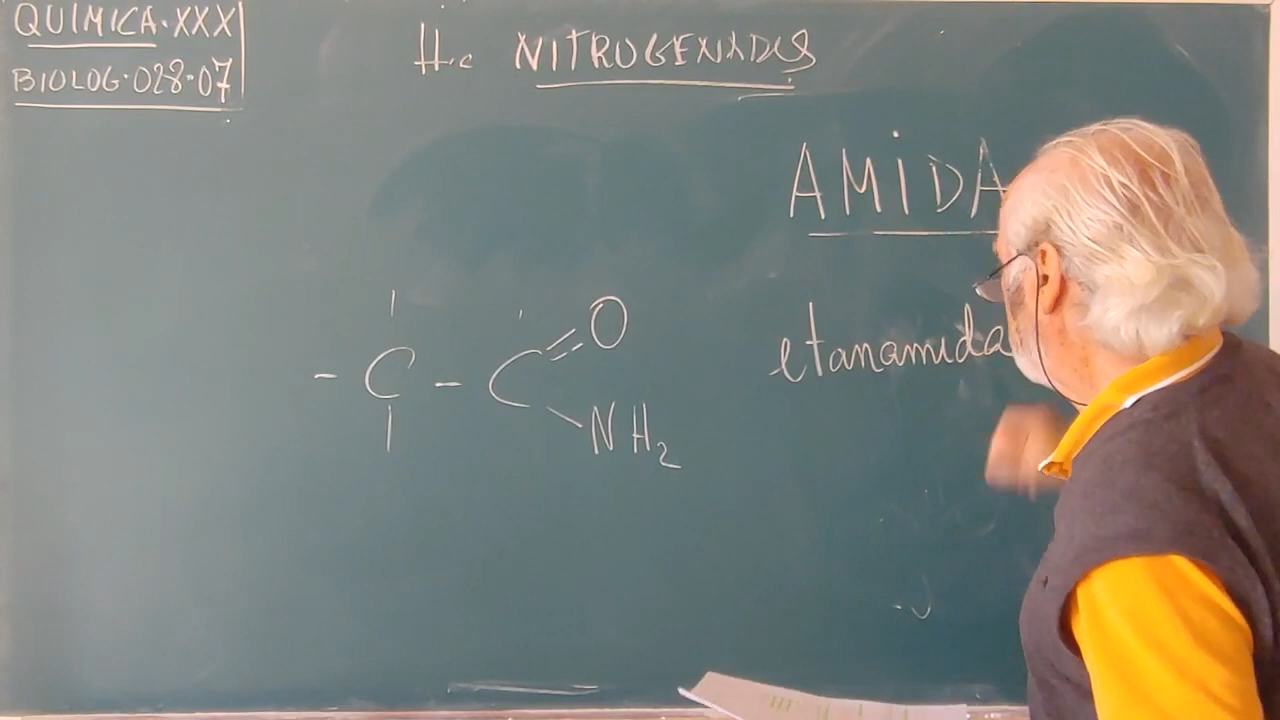 QUIMICA.XXX
BIOLOG.028-07
H.c NITROGENADOS
AMIDA
etanamida
- C - C = O
NH2